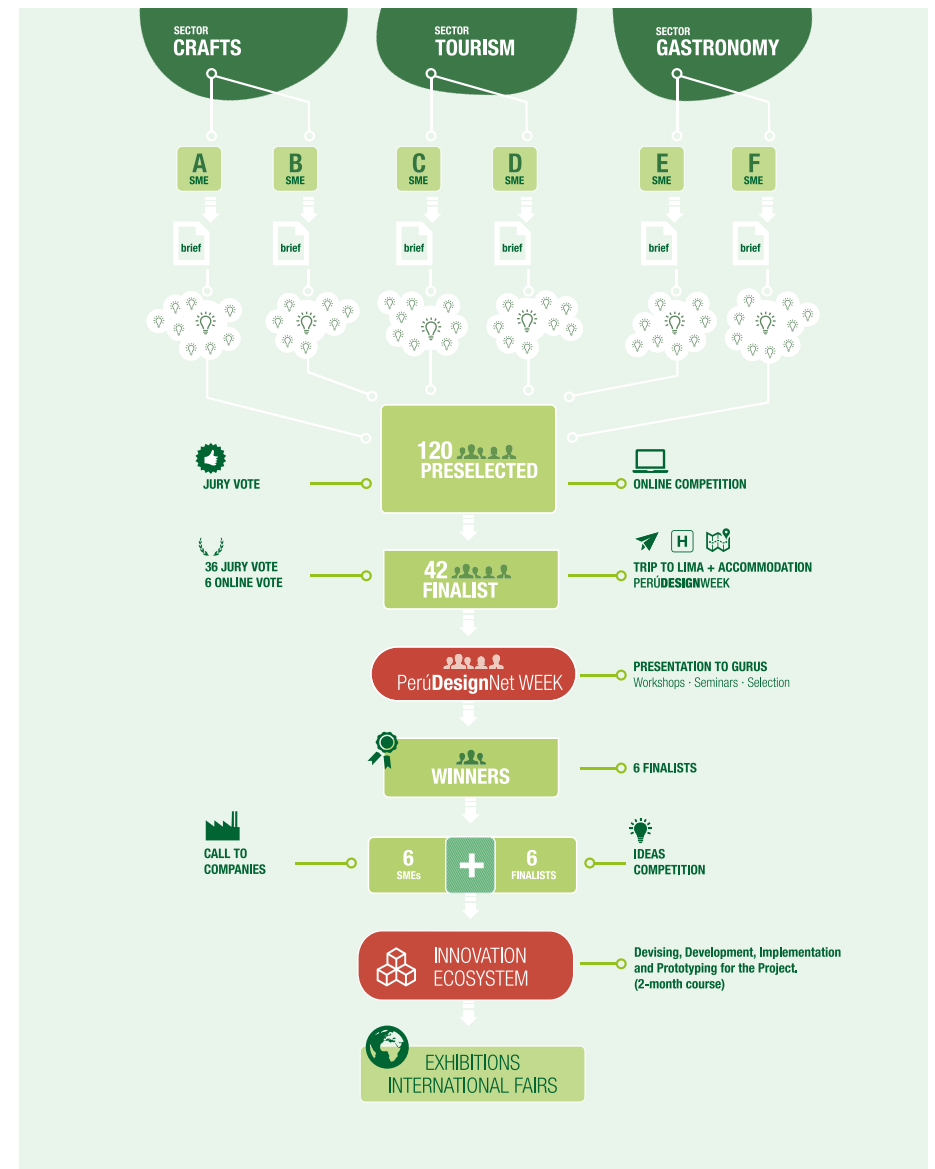 SECTOR
CRAFTS
SECTOR
TOURISM
SECTOR
GASTRONOMY
A
SME
B
SME
C
SME
D
SME
E
SME
F
SME
brief
brief
brief
brief
brief
brief
120
PRESELECTED
JURY VOTE
ONLINE COMPETITION
36 JURY VOTE
6 ONLINE VOTE
42
FINALIST
H
TRIP TO LIMA + ACCOMMODATION
PERÚDESIGNWEEK
PerúDesignNet WEEK
PRESENTATION TO GURUS
Workshops · Seminars · Selection
WINNERS
6 FINALISTS
CALL TO
COMPANIES
6
SMEs
+
6
FINALISTS
IDEAS
COMPETITION
INNOVATION
ECOSYSTEM
Devising, Development, Implementation
and Prototyping for the Project.
(2-month course)
EXHIBITIONS
INTERNATIONAL FAIRS